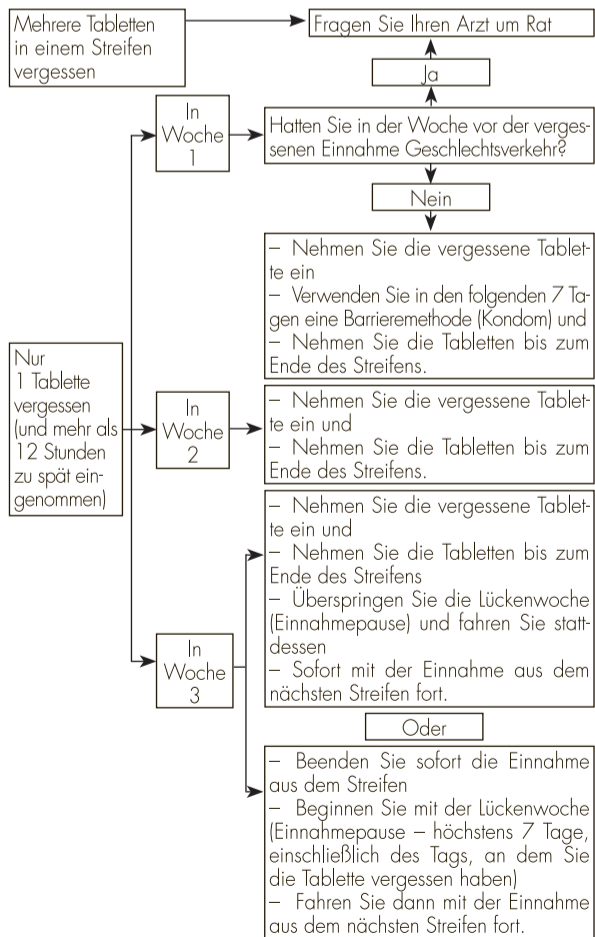 Mehrere Tabletten
in einem Streifen
vergessen
Fragen Sie Ihren Arzt um Rat
Ja
In
Woche
1
Hatten Sie in der Woche vor der verges-
senen Einnahme Geschlechtsverkehr?
Nein
– Nehmen Sie die vergessene Tablet-
te ein
– Verwenden Sie in den folgenden 7 Ta-
gen eine Barrieremethode (Kondom) und
– Nehmen Sie die Tabletten bis zum
Ende des Streifens.
Nur
1 Tablette
vergessen
(und mehr als
12 Stunden
zu spät ein-
genommen)
In
Woche
2
– Nehmen Sie die vergessene Tablet-
te ein und
– Nehmen Sie die Tabletten bis zum
Ende des Streifens.
In
Woche
3
– Nehmen Sie die vergessene Tablet-
te ein und
– Nehmen Sie die Tabletten bis zum
Ende des Streifens
– Überspringen Sie die Lückenwoche
(Einnahmepause) und fahren Sie statt-
dessen
– Sofort mit der Einnahme aus dem
nächsten Streifen fort.
Oder
– Beenden Sie sofort die Einnahme
aus dem Streifen
– Beginnen Sie mit der Lückenwoche
(Einnahmepause – höchstens 7 Tage,
einschließlich des Tags, an dem Sie
die Tablette vergessen haben)
– Fahren Sie dann mit der Einnahme
aus dem nächsten Streifen fort.